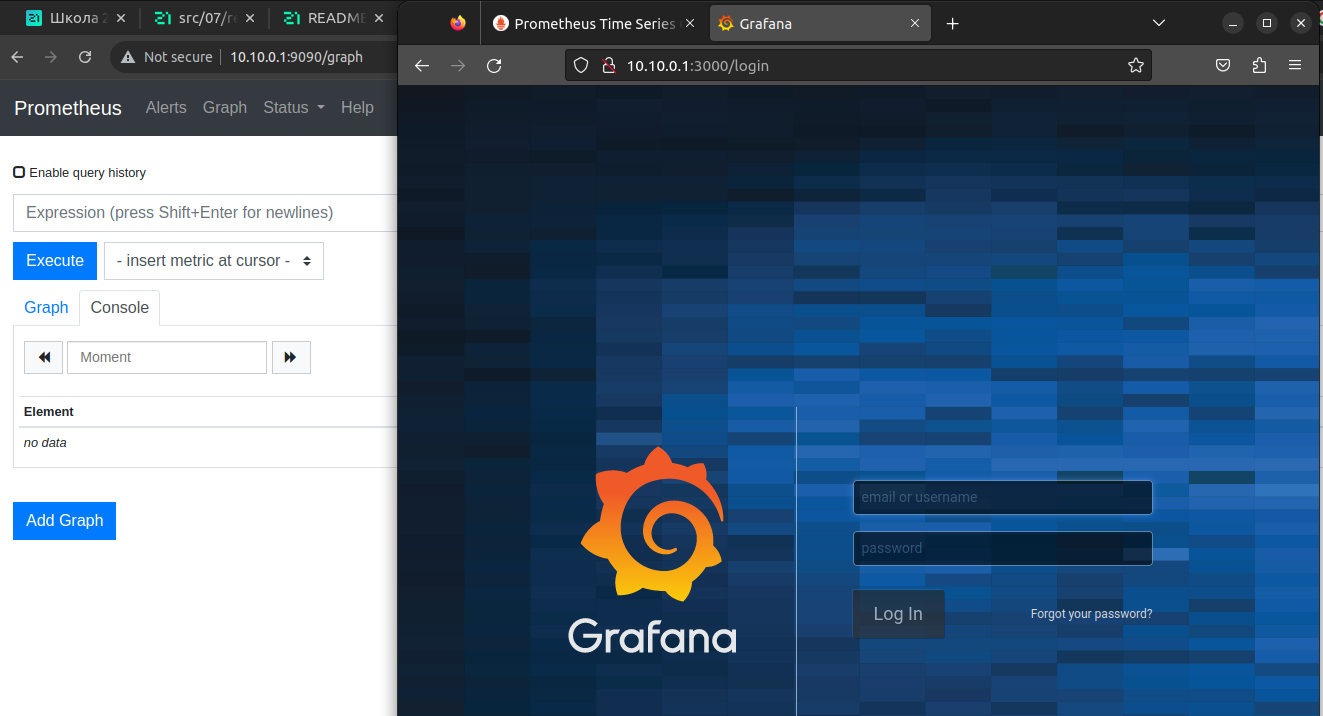 Школа 2
src/07/r
README
Not secure
10.10.0.1:9090/graph
Prometheus
Alerts
Graph
Status
Help
Enable query history
Expression (press Shift+Enter for newlines)
Execute
- insert metric at cursor -
Graph
Console
Moment
Element
no data
Add Graph
Prometheus Time Series
Grafana
10.10.0.1:3000/login
Grafana
email or username
password
Log In
Forgot your password?